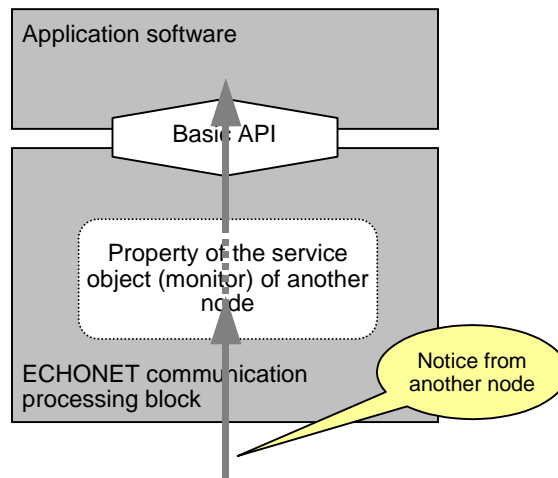 Application software
Basic API
Property of the service
object (monitor) of another
node
ECHONET communication
processing block
Notice from
another node